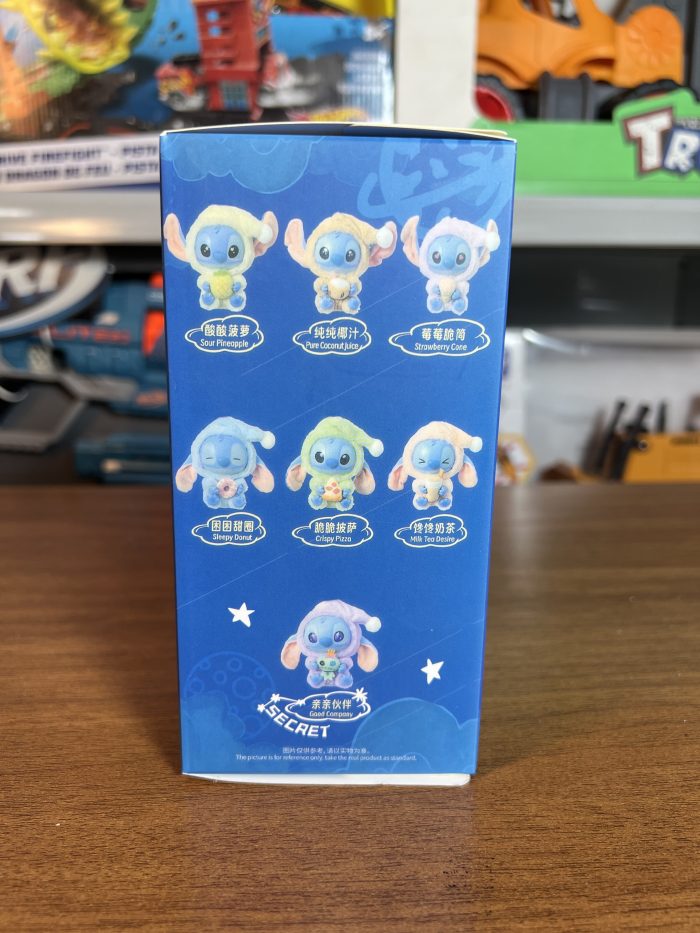 酸酸菠萝
Sour Pineapple
纯纯椰汁
Pure Coconut Juice
莓莓脆筒
Strawberry Cone
困困甜圈
Sleepy Donut
脆脆披萨
Crispy Pizza
馋馋奶茶
Milk Tea Desire
亲亲伙伴
Good Company
SECRET
图片仅供参考，请以实物为准。
The picture is for reference only, take the real product as standard.